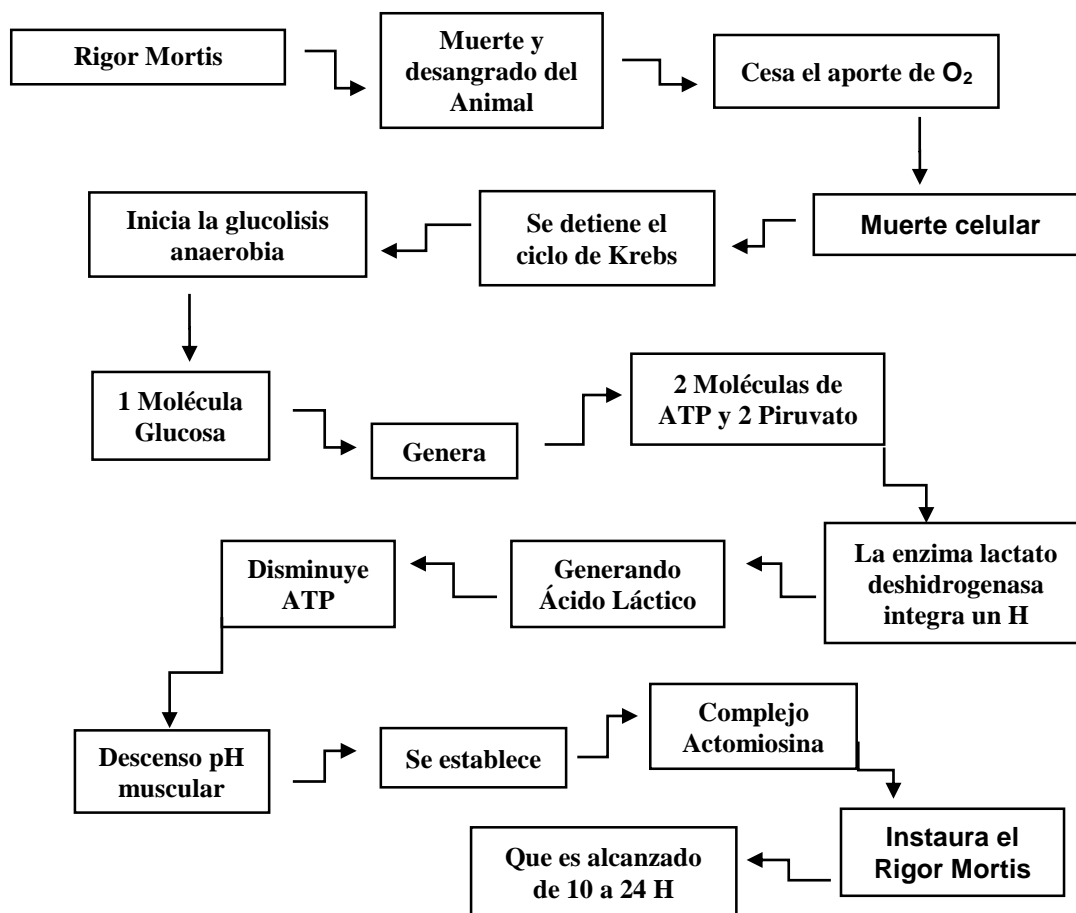 Rigor Mortis
Muerte y
desangrado del
Animal
Cesa el aporte de O₂
Muerte celular
Se detiene el
ciclo de Krebs
Inicia la glucolisis
anaerobia
1 Molécula
Glucosa
Genera
2 Moléculas de
ATP y 2 Piruvato
La enzima lactato
deshidrogenasa
integra un H
Generando
Ácido Láctico
Disminuye
ATP
Descenso pH
muscular
Se establece
Complejo
Actomiosina
Instaura el
Rigor Mortis
Que es alcanzado
de 10 a 24 H